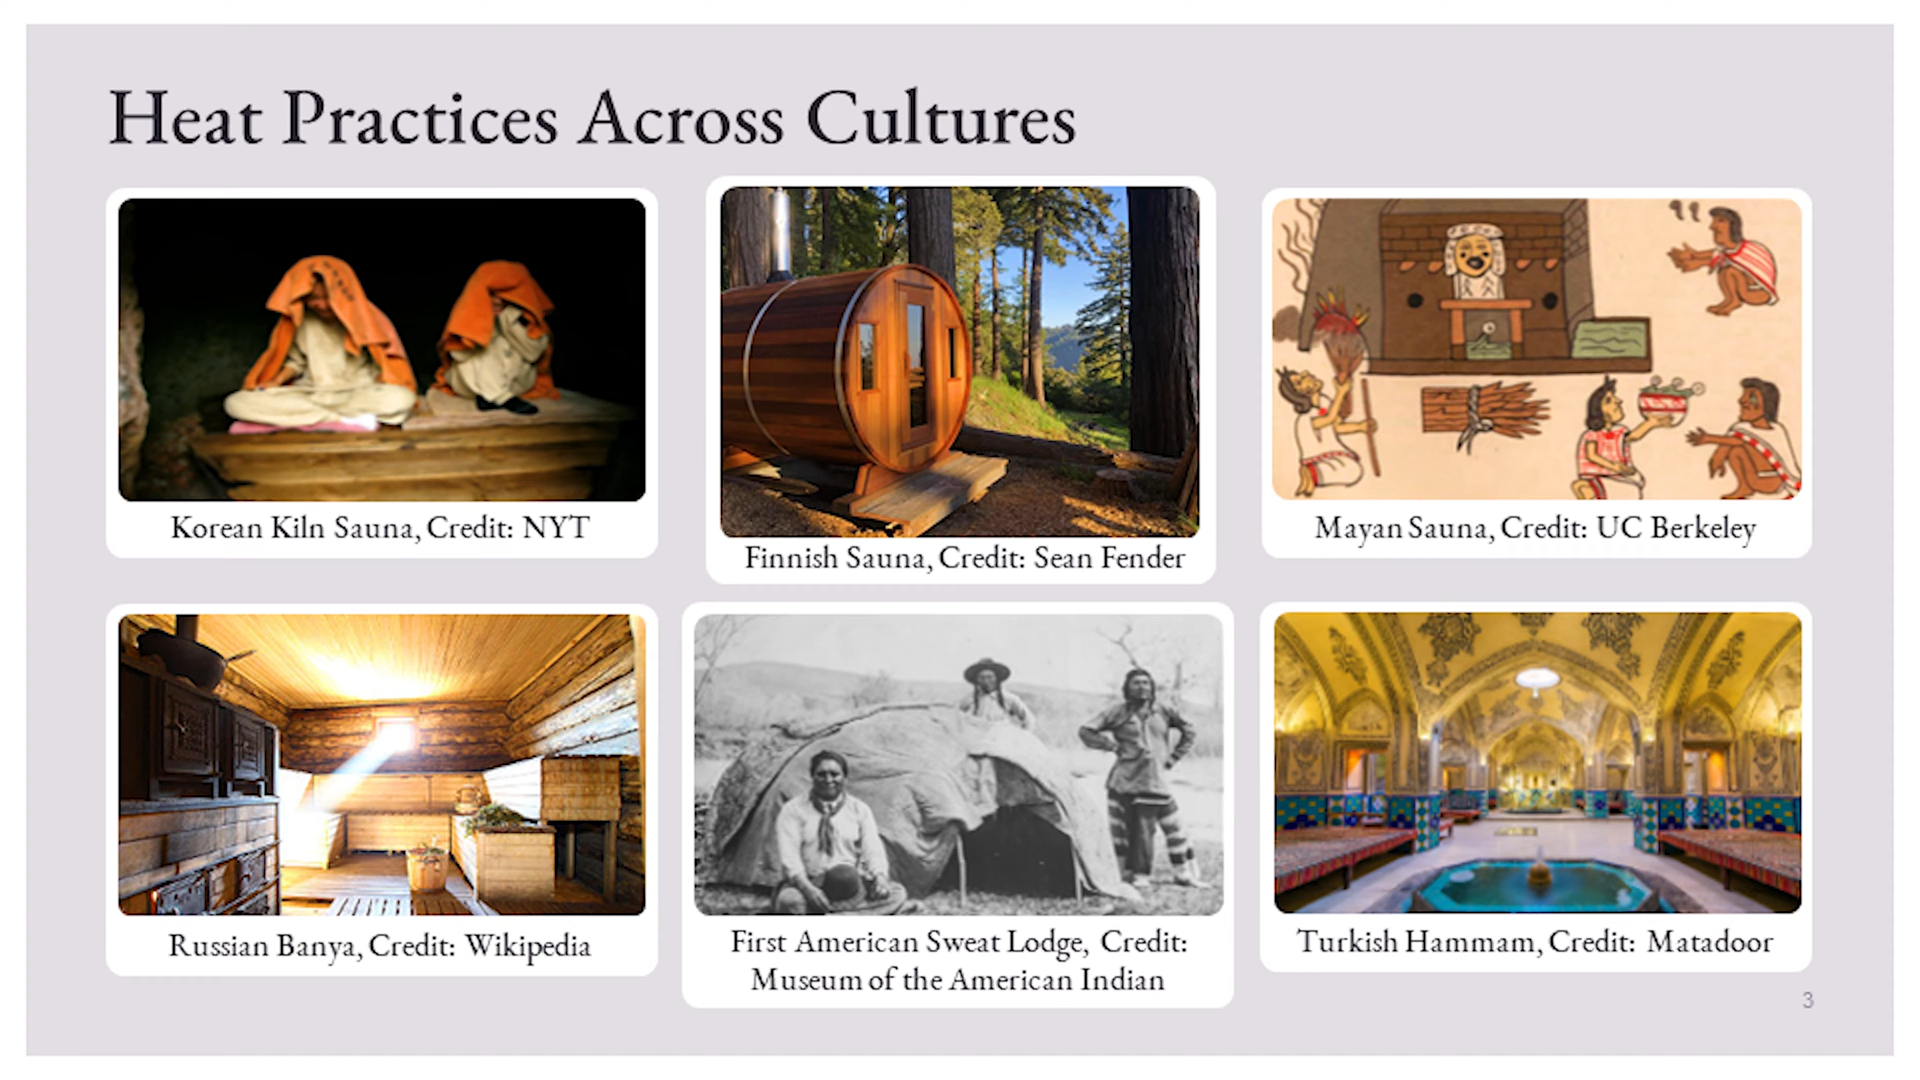 Heat Practices Across Cultures
Korean Kiln Sauna, Credit: NYT
Finnish Sauna, Credit: Sean Fender
Mayan Sauna, Credit: UC Berkeley
Russian Banya, Credit: Wikipedia
First American Sweat Lodge, Credit:
Museum of the American Indian
Turkish Hammam, Credit: Matadoor
3